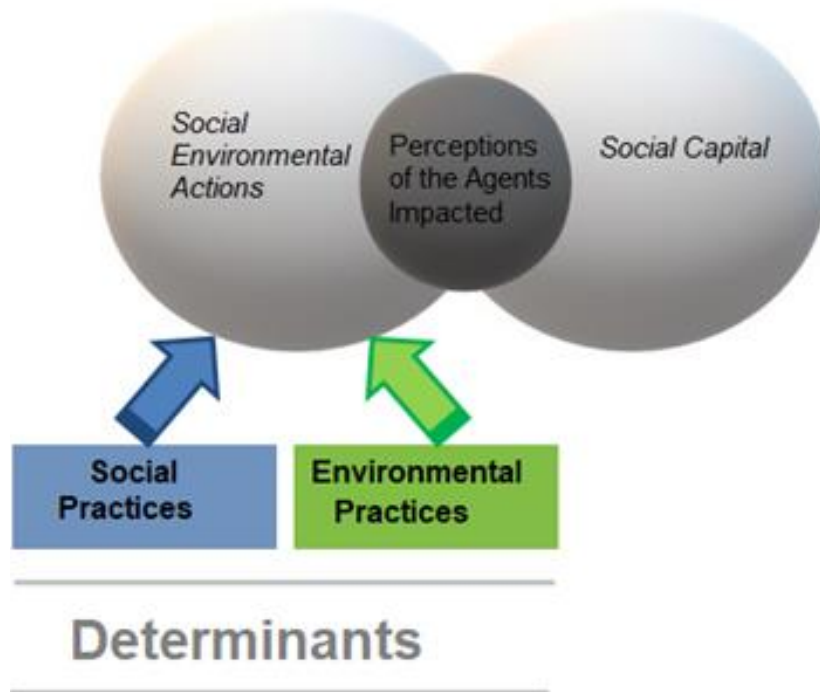 Social
Environmental
Actions
Perceptions
of the Agents
Impacted
Social Capital
Social
Practices
Environmental
Practices
Determinants